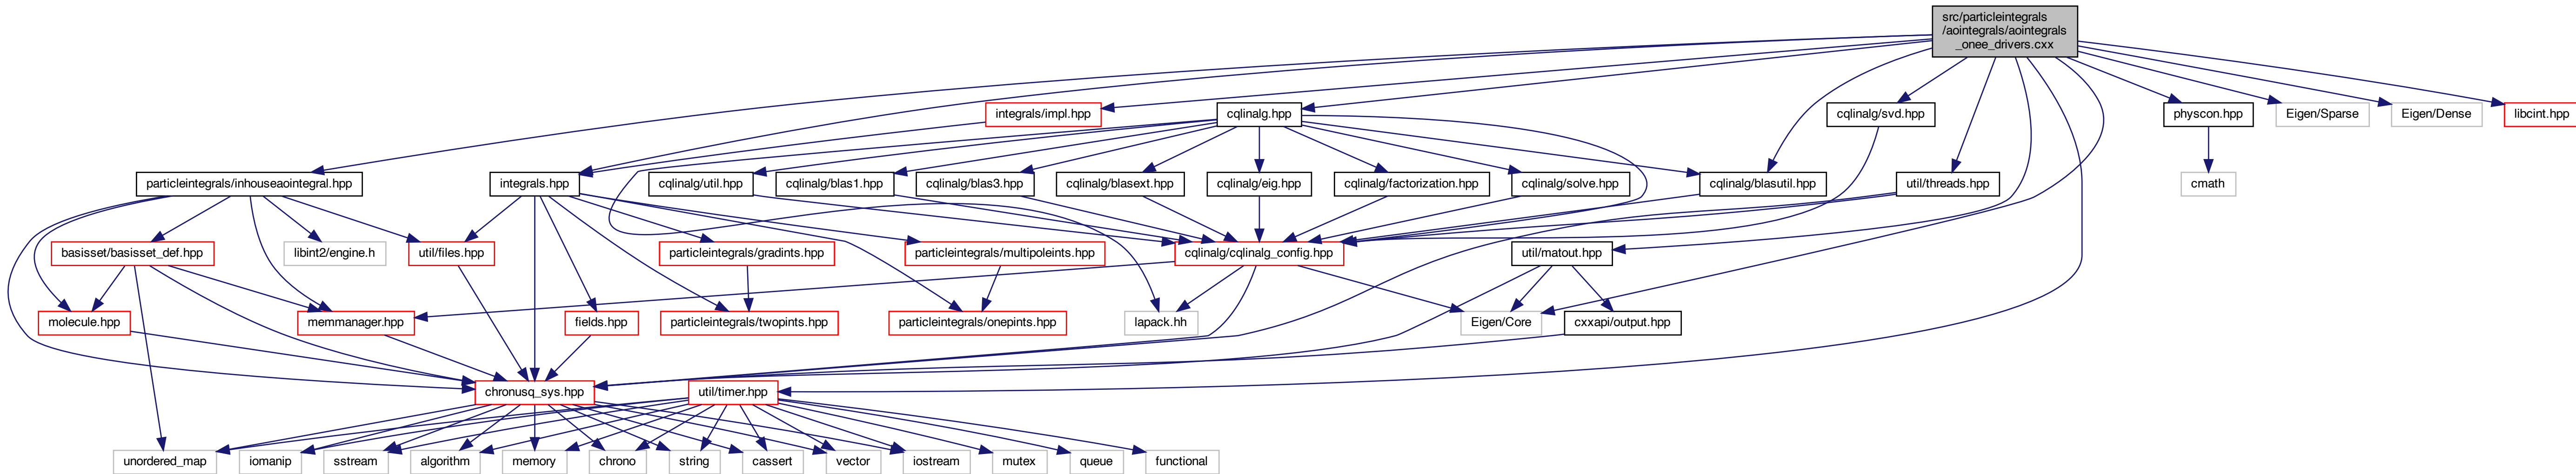 src/particleintegrals
/aointegrals/aointegrals
_onee_drivers.cxx
integrals/impl.hpp
cqlinalg.hpp
cqlinalg/svd.hpp
physcon.hpp
Eigen/Sparse
Eigen/Dense
libcint.hpp
particleintegrals/inhouseaointegral.hpp
integrals.hpp
cqlinalg/util.hpp
cqlinalg/blas1.hpp
cqlinalg/blas3.hpp
cqlinalg/blasext.hpp
cqlinalg/eig.hpp
cqlinalg/factorization.hpp
cqlinalg/solve.hpp
cqlinalg/blasutil.hpp
util/threads.hpp
cmath
basisset/basisset_def.hpp
libint2/engine.h
util/files.hpp
particleintegrals/gradints.hpp
particleintegrals/multipoleints.hpp
cqlinalg/cqlinalg_config.hpp
util/matout.hpp
molecule.hpp
memmanager.hpp
fields.hpp
particleintegrals/twopints.hpp
particleintegrals/onepints.hpp
lapack.hh
Eigen/Core
cxxapi/output.hpp
chronusq_sys.hpp
util/timer.hpp
unordered_map
iomanip
sstream
algorithm
memory
chrono
string
cassert
vector
iostream
mutex
queue
functional